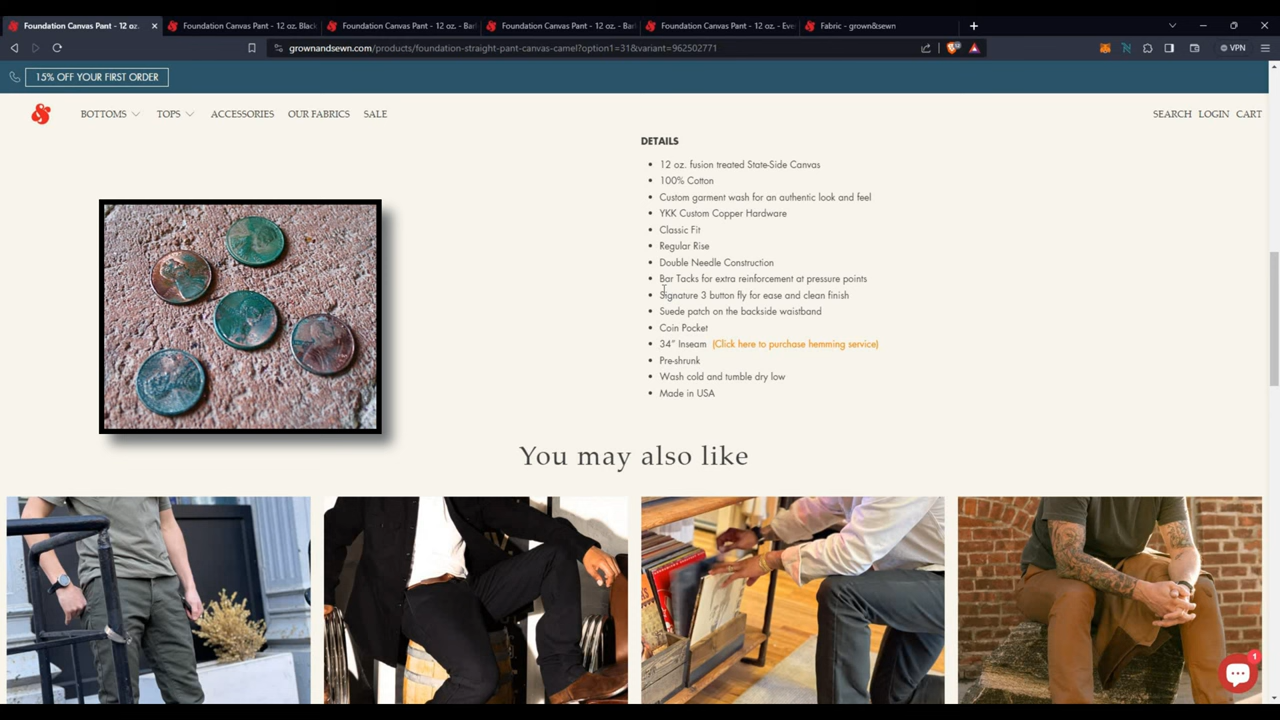 Foundation Canvas Pant - 12 oz.
Foundation Canvas Pant - 12 oz. Black
Foundation Canvas Pant - 12 oz. - Bar
Foundation Canvas Pant - 12 oz. - Bar
Foundation Canvas Pant - 12 oz. - Eve
Fabric - grown&sewn
grownandsewn.com/products/foundation-straight-pant-canvas-camel?option1=31&variant=962502771
VPN
15% OFF YOUR FIRST ORDER
BOTTOMS TOPS ACCESSORIES OUR FABRICS SALE
SEARCH LOGIN CART
DETAILS
12 oz. fusion treated State-Side Canvas
100% Cotton
Custom garment wash for an authentic look and feel
YKK Custom Copper Hardware
Classic Fit
Regular Rise
Double Needle Construction
Bar Tacks for extra reinforcement at pressure points
Signature 3 button fly for ease and clean finish
Suede patch on the backside waistband
Coin Pocket
34” Inseam (Click here to purchase hemming service)
Pre-shrunk
Wash cold and tumble dry low
Made in USA
You may also like
1